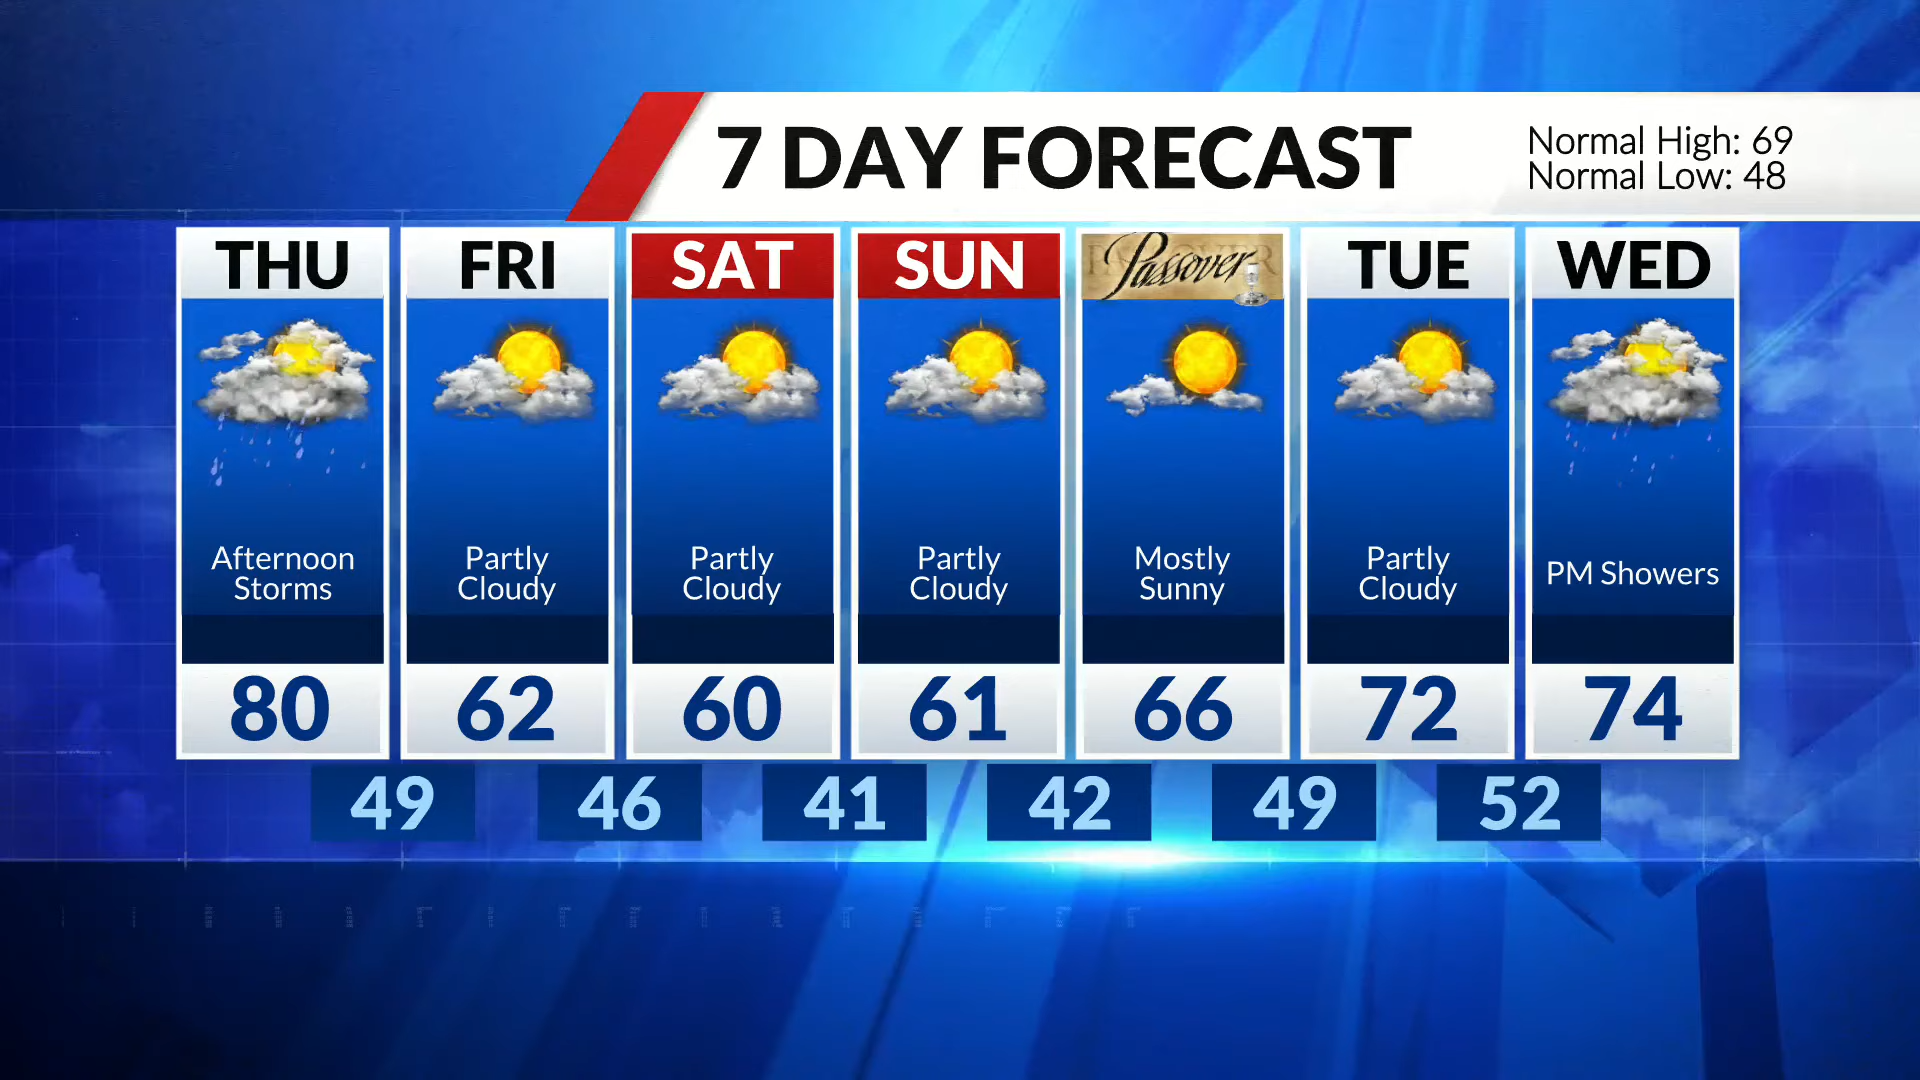 7 DAY FORECAST
Normal High: 69
Normal Low: 48
THU
FRI
SAT
SUN
Passover
TUE
WED
Afternoon
Storms
Partly
Cloudy
Partly
Cloudy
Partly
Cloudy
Mostly
Sunny
Partly
Cloudy
PM Showers
80
62
60
61
66
72
74
49
46
41
42
49
52